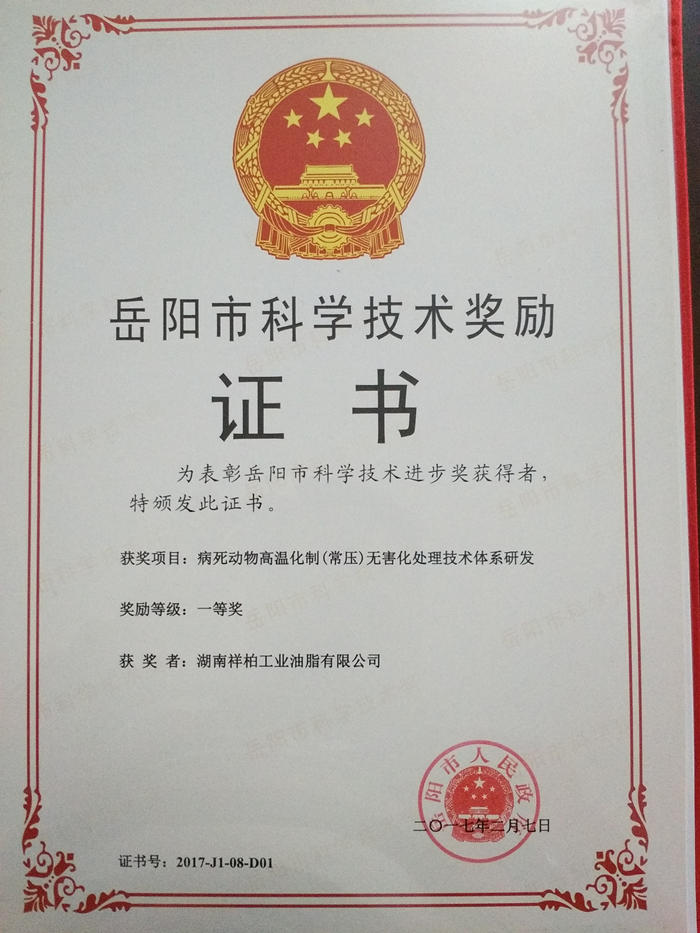 岳阳市科学技术奖励
证 书
为表彰岳阳市科学技术进步奖获得者，
特颁发此证书。
获奖项目：病死动物高温化制(常压)无害化处理技术体系研发
奖励等级：一等奖
获 奖 者：湖南祥柏工业油脂有限公司
岳阳市人民政府
二〇一七年二月七日
证书号：2017-J1-08-D01